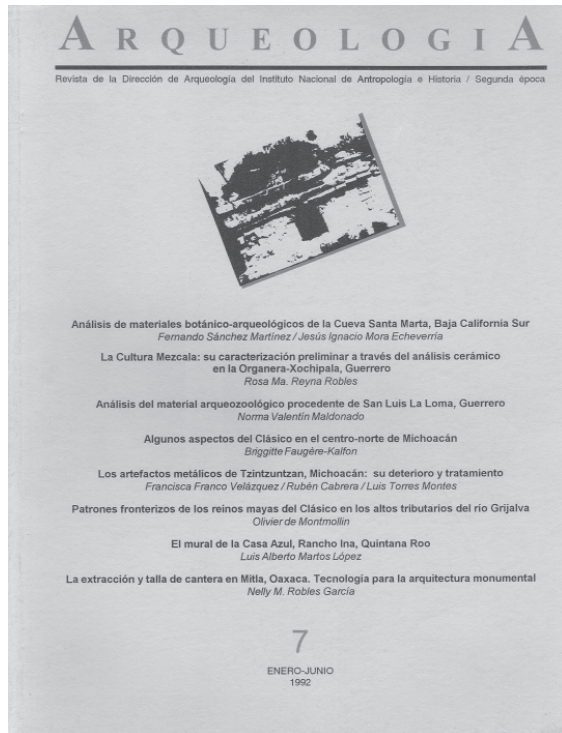 ARQUEOLOGIA
Revista de la Dirección de Arqueología del Instituto Nacional de Antropología e Historia / Segunda época
Análisis de materiales botánico-arqueológicos de la Cueva Santa Marta, Baja California Sur
Fernando Sánchez Martínez / Jesús Ignacio Mora Echeverría
La Cultura Mezcala: su caracterización preliminar a través del análisis cerámico
en la Organera-Xochipala, Guerrero
Rosa Ma. Reyna Robles
Análisis del material arqueozoológico procedente de San Luis La Loma, Guerrero
Norma Valentín Maldonado
Algunos aspectos del Clásico en el centro-norte de Michoacán
Briggitte Faugère-Kalfon
Los artefactos metálicos de Tzintzuntzan, Michoacán: su deterioro y tratamiento
Francisca Franco Velázquez / Rubén Cabrera / Luis Torres Montes
Patrones fronterizos de los reinos mayas del Clásico en los altos tributarios del río Grijalva
Olivier de Montmollin
El mural de la Casa Azul, Rancho Ina, Quintana Roo
Luis Alberto Martos López
La extracción y talla de cantera en Mitla, Oaxaca. Tecnología para la arquitectura monumental
Nelly M. Robles García
7
ENERO-JUNIO
1992